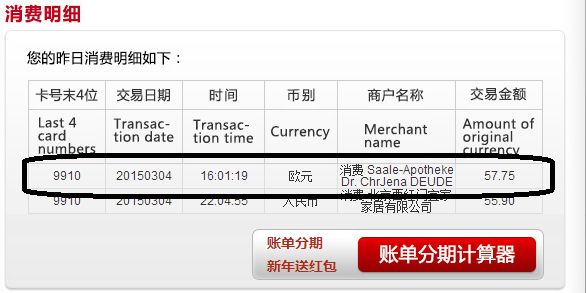 消费明细
您的昨日消费明细如下：
卡号末4位 交易日期 时间 币别 商户名称 交易金额
Last 4 card numbers Transac-tion date Transac-tion time Currency Merchant name Amount of original currency
9910 20150304 16:01:19 欧元 消费 Saale-Apotheke Dr. ChrJena DEUDE 57.75
9910 20150304 22:04:55 人民币 消费 北京西红门宜家家居有限公司 55.90
账单分期
新年送红包
账单分期计算器